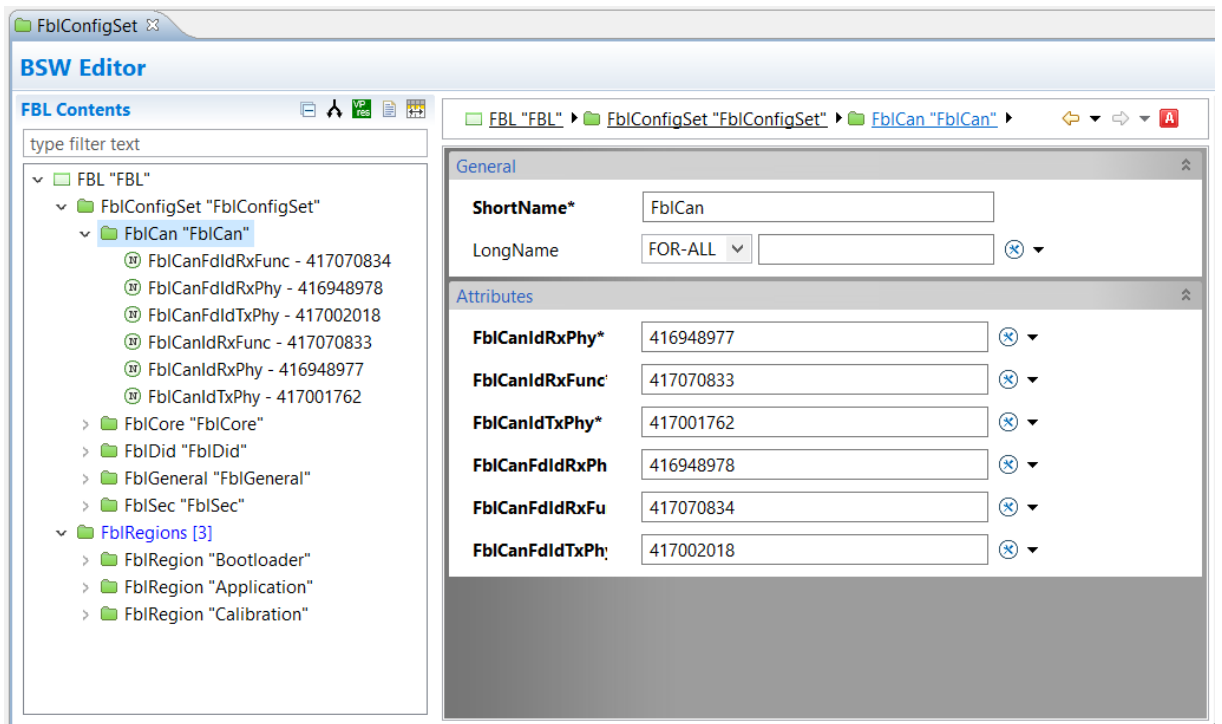 FblConfigSet
BSW Editor
FBL Contents
type filter text
FBL "FBL"
FblConfigSet "FblConfigSet"
FblCan "FblCan"
FblCanFdIdRxFunc - 417070834
FblCanFdIdRxPhy - 416948978
FblCanFdIdTxPhy - 417002018
FblCanIdRxFunc - 417070833
FblCanIdRxPhy - 416948977
FblCanIdTxPhy - 417001762
FblCore "FblCore"
FblDid "FblDid"
FblGeneral "FblGeneral"
FblSec "FblSec"
FblRegions [3]
FblRegion "Bootloader"
FblRegion "Application"
FblRegion "Calibration"
FBL "FBL" FblConfigSet "FblConfigSet" FblCan "FblCan"
General
ShortName* FblCan
LongName FOR-ALL
Attributes
FblCanIdRxPhy* 416948977
FblCanIdRxFunc* 417070833
FblCanIdTxPhy* 417001762
FblCanFdIdRxPh 416948978
FblCanFdIdRxFu 417070834
FblCanFdIdTxPhy 417002018